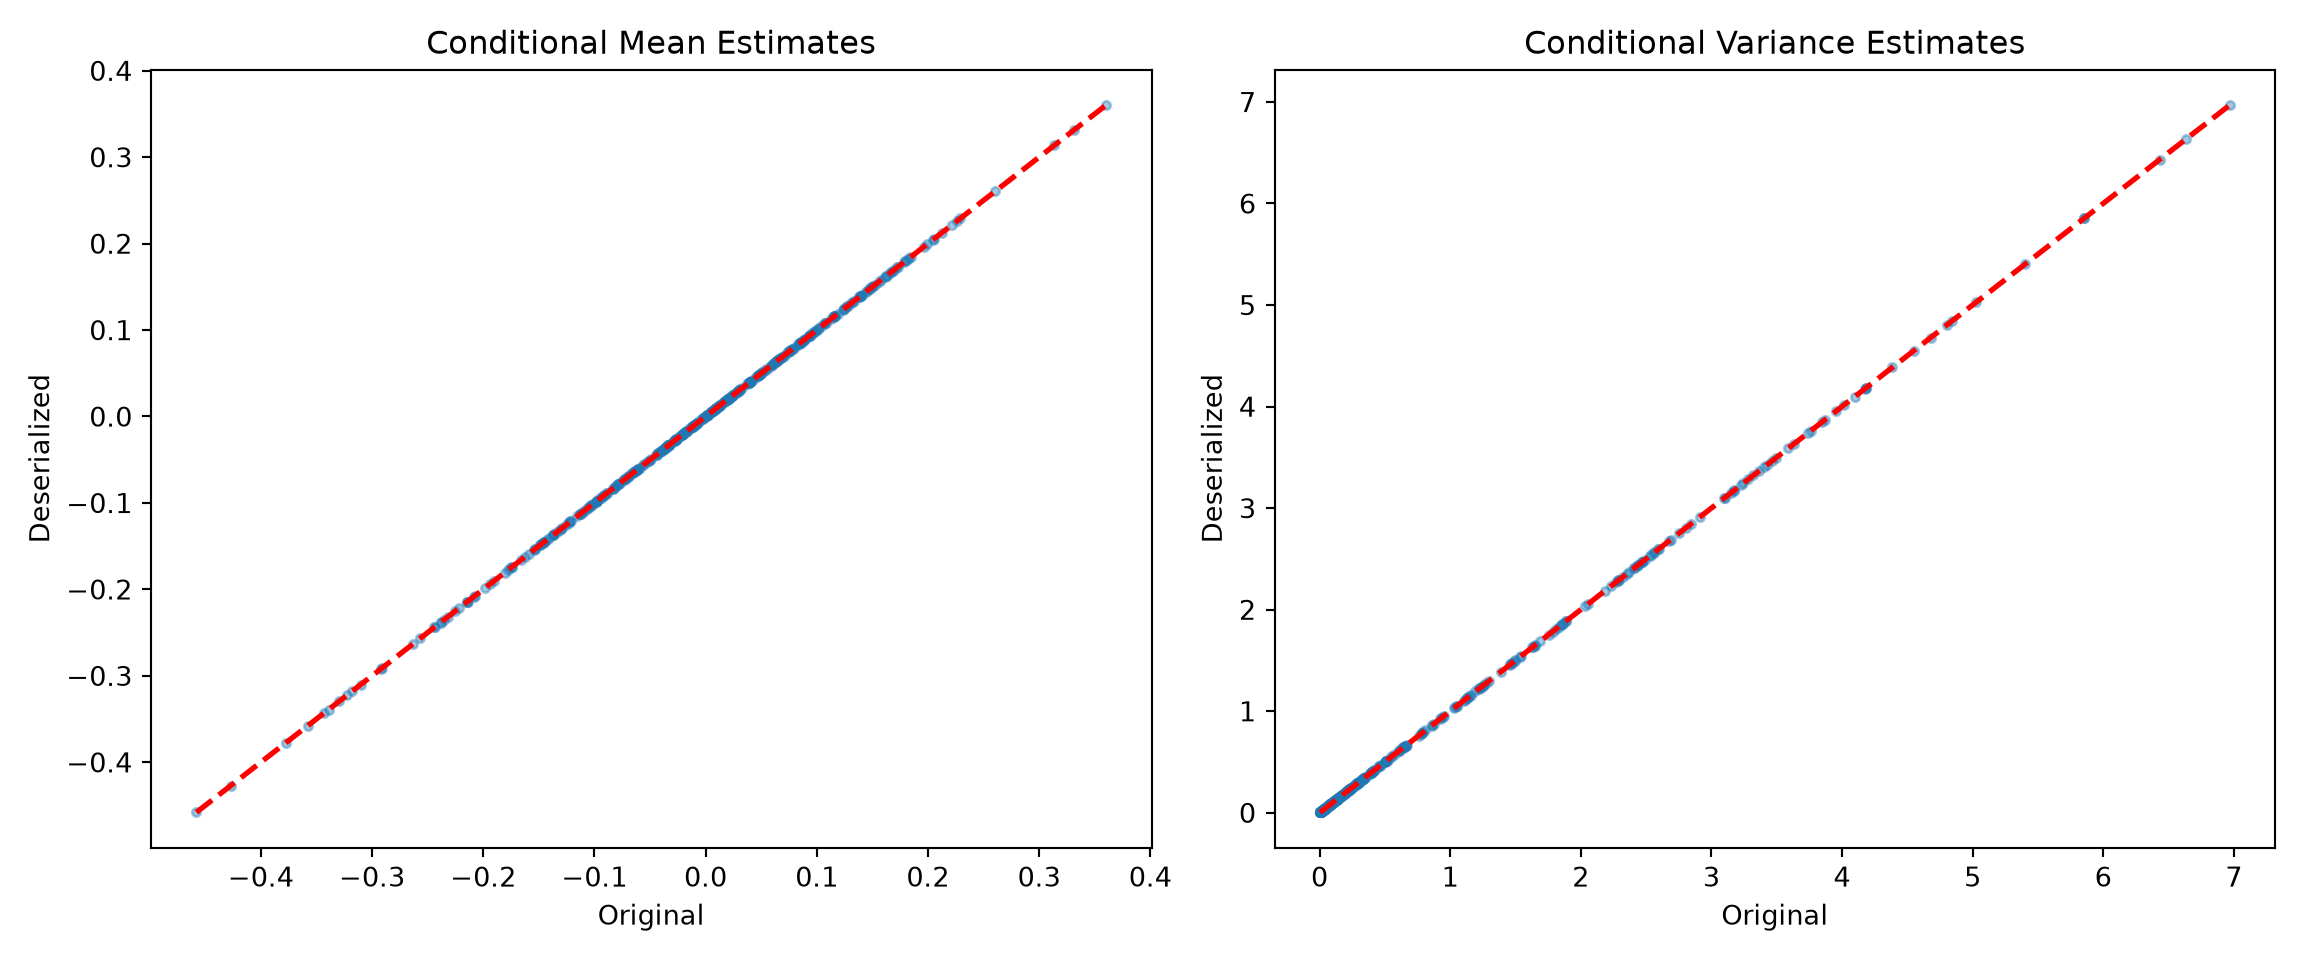 Conditional Mean Estimates
0.4
0.3
0.2
0.1
0.0
−0.1
−0.2
−0.3
−0.4
Deserialized
−0.4 −0.3 −0.2 −0.1 0.0 0.1 0.2 0.3 0.4
Original
Conditional Variance Estimates
7
6
5
4
3
2
1
0
Deserialized
0 1 2 3 4 5 6 7
Original